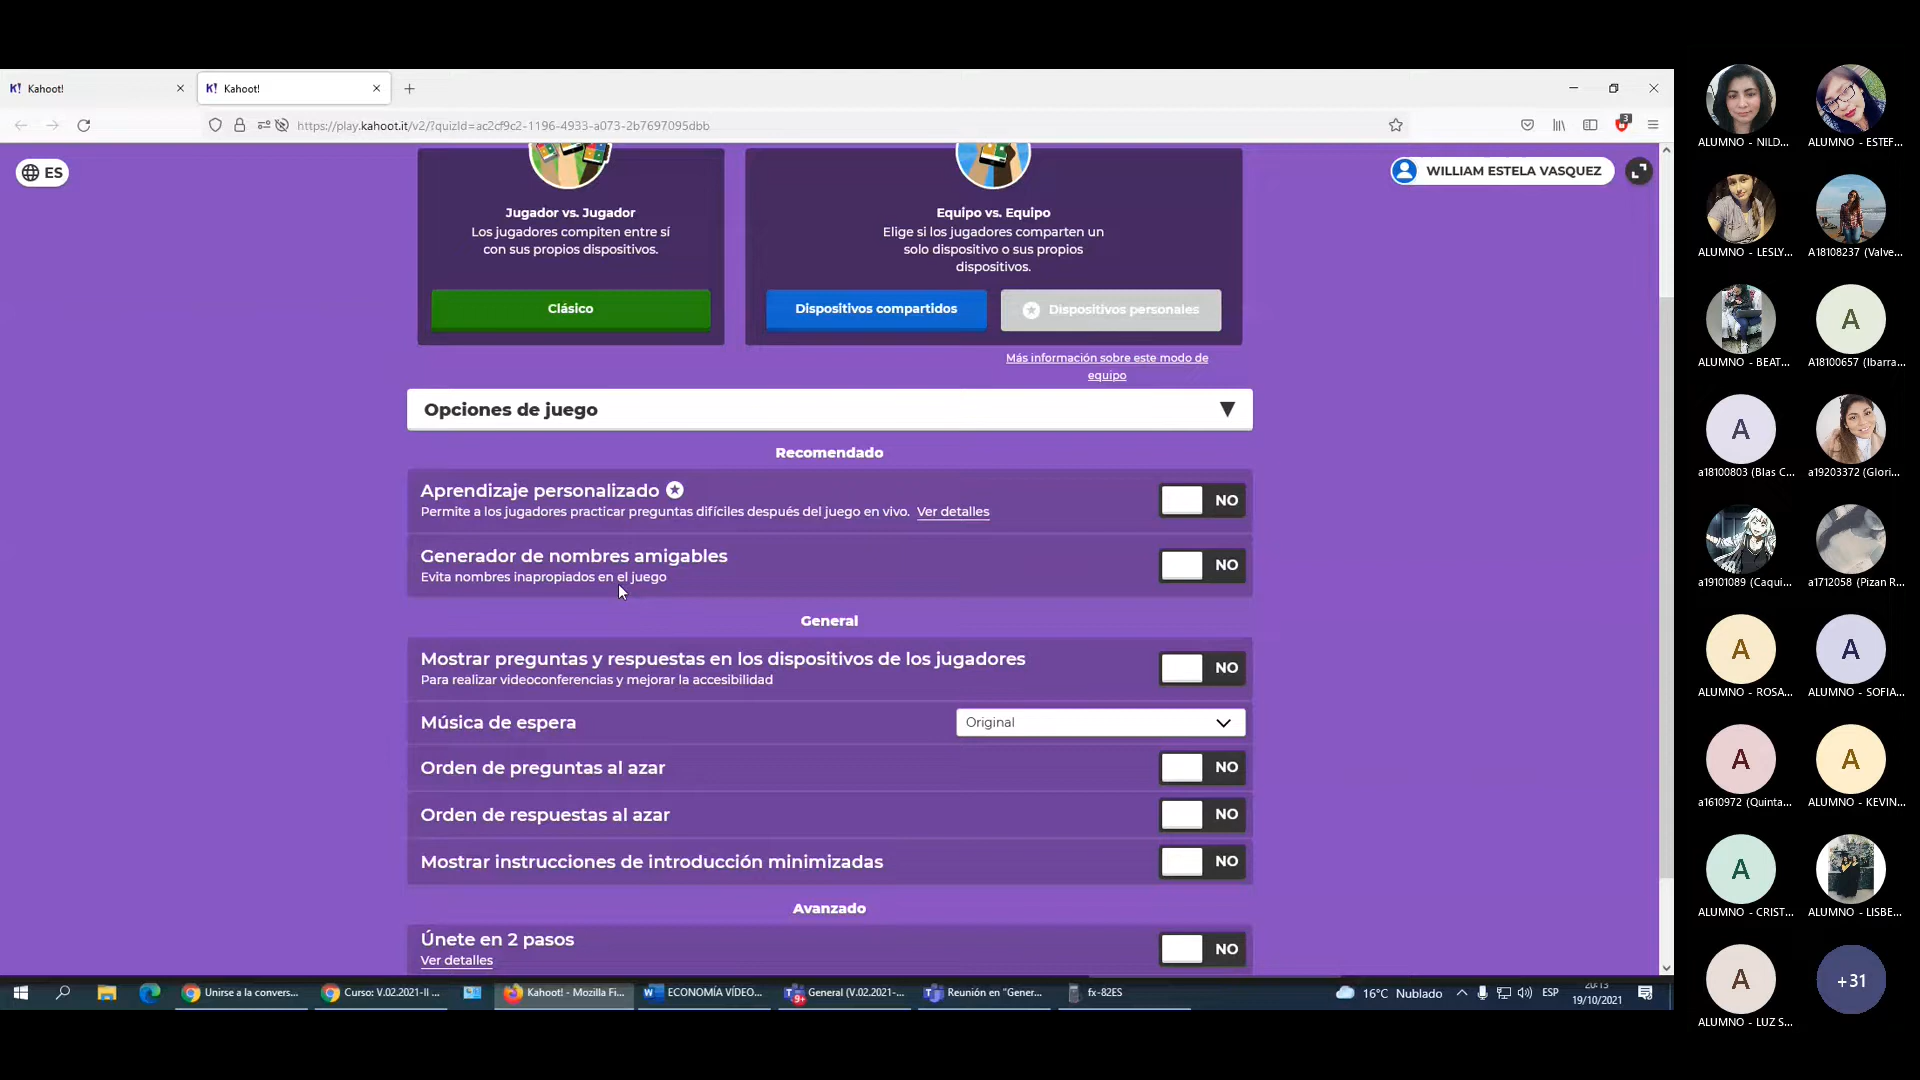 Kahoot!
Kahoot!
https://play.kahoot.it/v2/?quizId=ac2cf9c2-1196-4933-a073-2b7697095dbb
3
ES
WILLIAM ESTELA VASQUEZ
Jugador vs. Jugador
Los jugadores compiten entre sí
con sus propios dispositivos.
Clásico
Equipo vs. Equipo
Elige si los jugadores comparten un
solo dispositivo o sus propios
dispositivos.
Dispositivos compartidos
Dispositivos personales
Más información sobre este modo de
equipo
Opciones de juego
Recomendado
Aprendizaje personalizado
Permite a los jugadores practicar preguntas difíciles después del juego en vivo. Ver detalles
NO
Generador de nombres amigables
Evita nombres inapropiados en el juego
NO
General
Mostrar preguntas y respuestas en los dispositivos de los jugadores
Para realizar videoconferencias y mejorar la accesibilidad
NO
Música de espera
Original
Orden de preguntas al azar
NO
Orden de respuestas al azar
NO
Mostrar instrucciones de introducción minimizadas
NO
Avanzado
Únete en 2 pasos
Ver detalles
NO
Unirse a la convers...
Curso: V.02.2021-II ...
Kahoot! - Mozilla Fi...
ECONOMÍA VÍDEO...
General (V.02.2021-...
Reunión en "Gener...
fx-82ES
16°C Nublado
ESP
20:13
19/10/2021
ALUMNO - NILD...
ALUMNO - ESTEF...
ALUMNO - LESLY...
A18108237 (Valve...
ALUMNO - BEAT...
A
A18100657 (Ibarra...
A
a18100803 (Blas C...
a19203372 (Glori...
a19101089 (Caqui...
a1712058 (Pizan R...
A
ALUMNO - ROSA...
A
ALUMNO - SOFIA...
A
a1610972 (Quinta...
A
ALUMNO - KEVIN...
A
ALUMNO - CRIST...
ALUMNO - LISBE...
A
ALUMNO - LUZ S...
+31